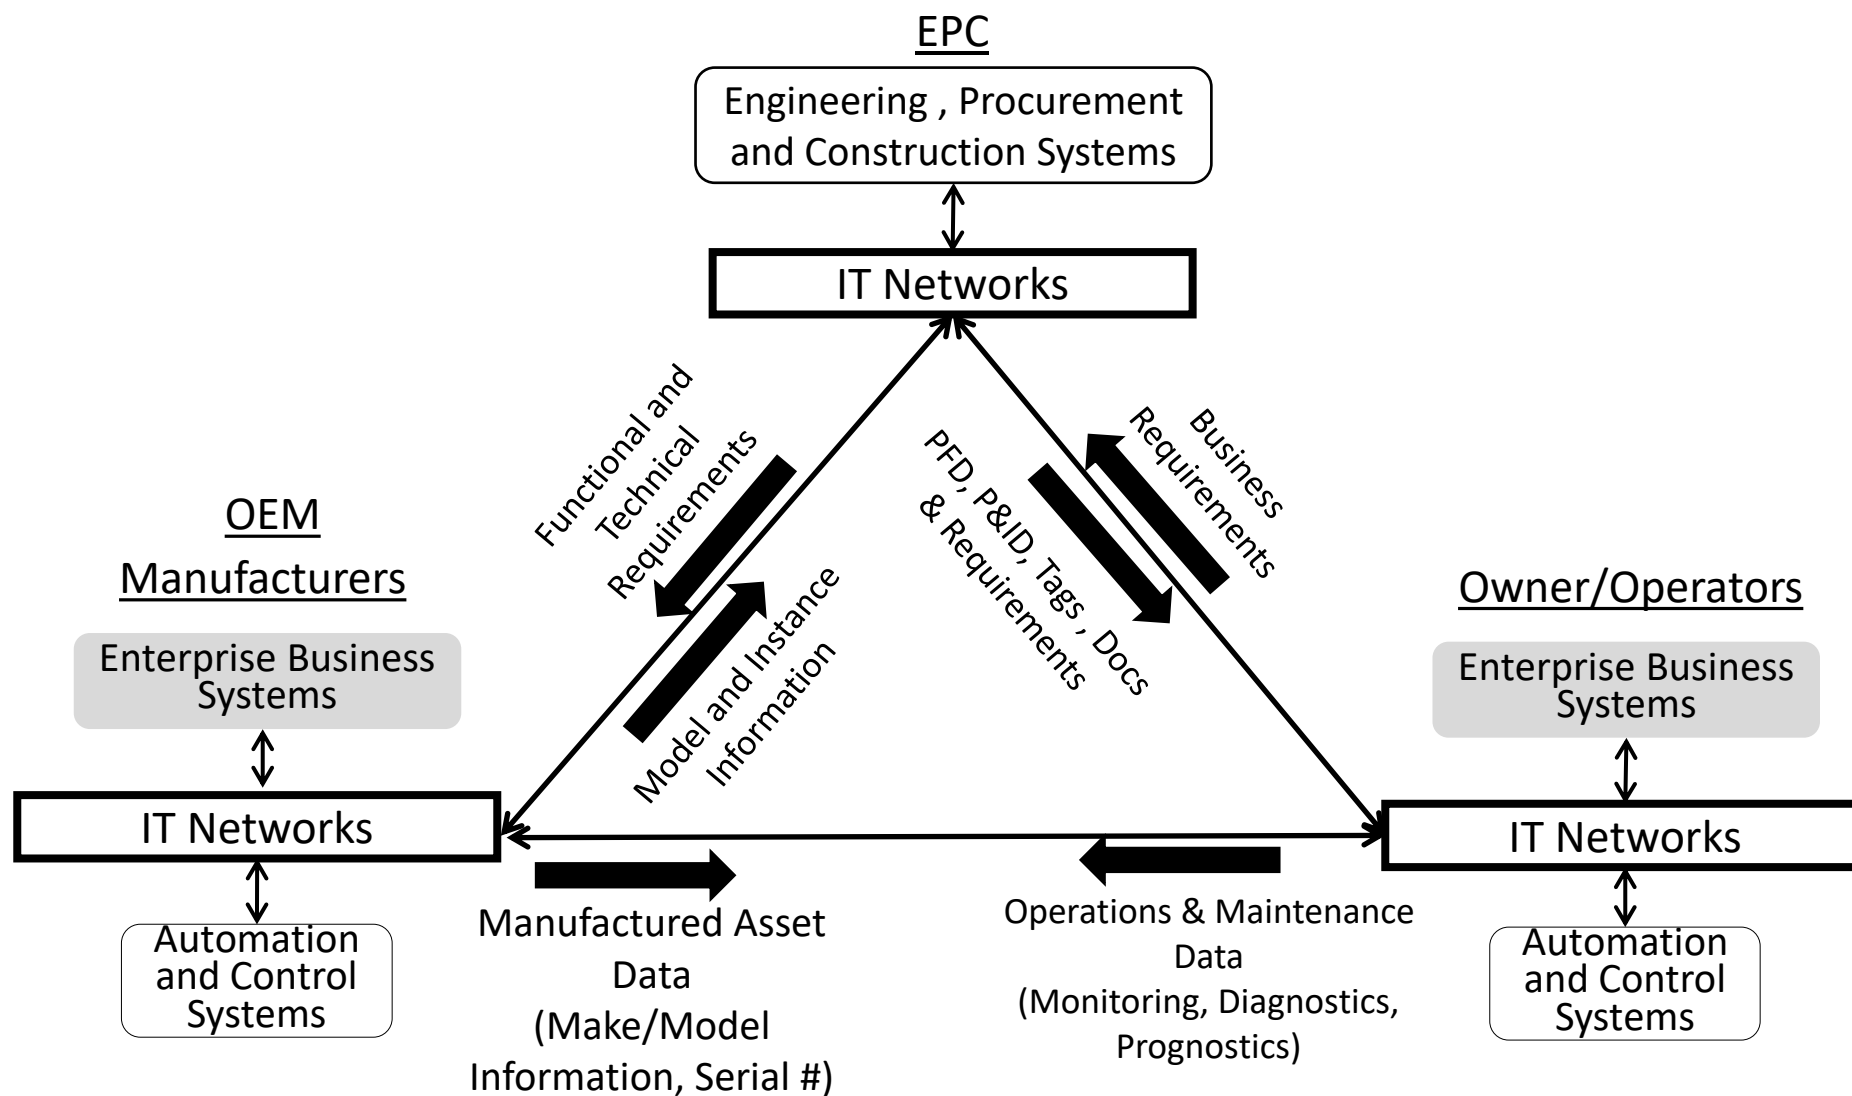 EPC
Engineering , Procurement
and Construction Systems
IT Networks
Functional and
Technical
Requirements
Model and Instance
Information
Business
Requirements
PFD, P&ID, Tags , Docs
& Requirements
OEM
Manufacturers
Enterprise Business
Systems
IT Networks
Automation
and Control
Systems
Owner/Operators
Enterprise Business
Systems
IT Networks
Automation
and Control
Systems
Manufactured Asset
Data
(Make/Model
Information, Serial #)
Operations & Maintenance
Data
(Monitoring, Diagnostics,
Prognostics)